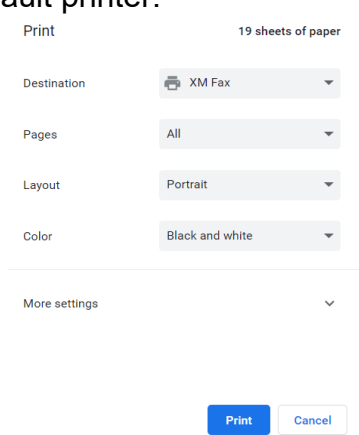 ault printer.
Print 19 sheets of paper
Destination XM Fax
Pages All
Layout Portrait
Color Black and white
More settings
Print Cancel